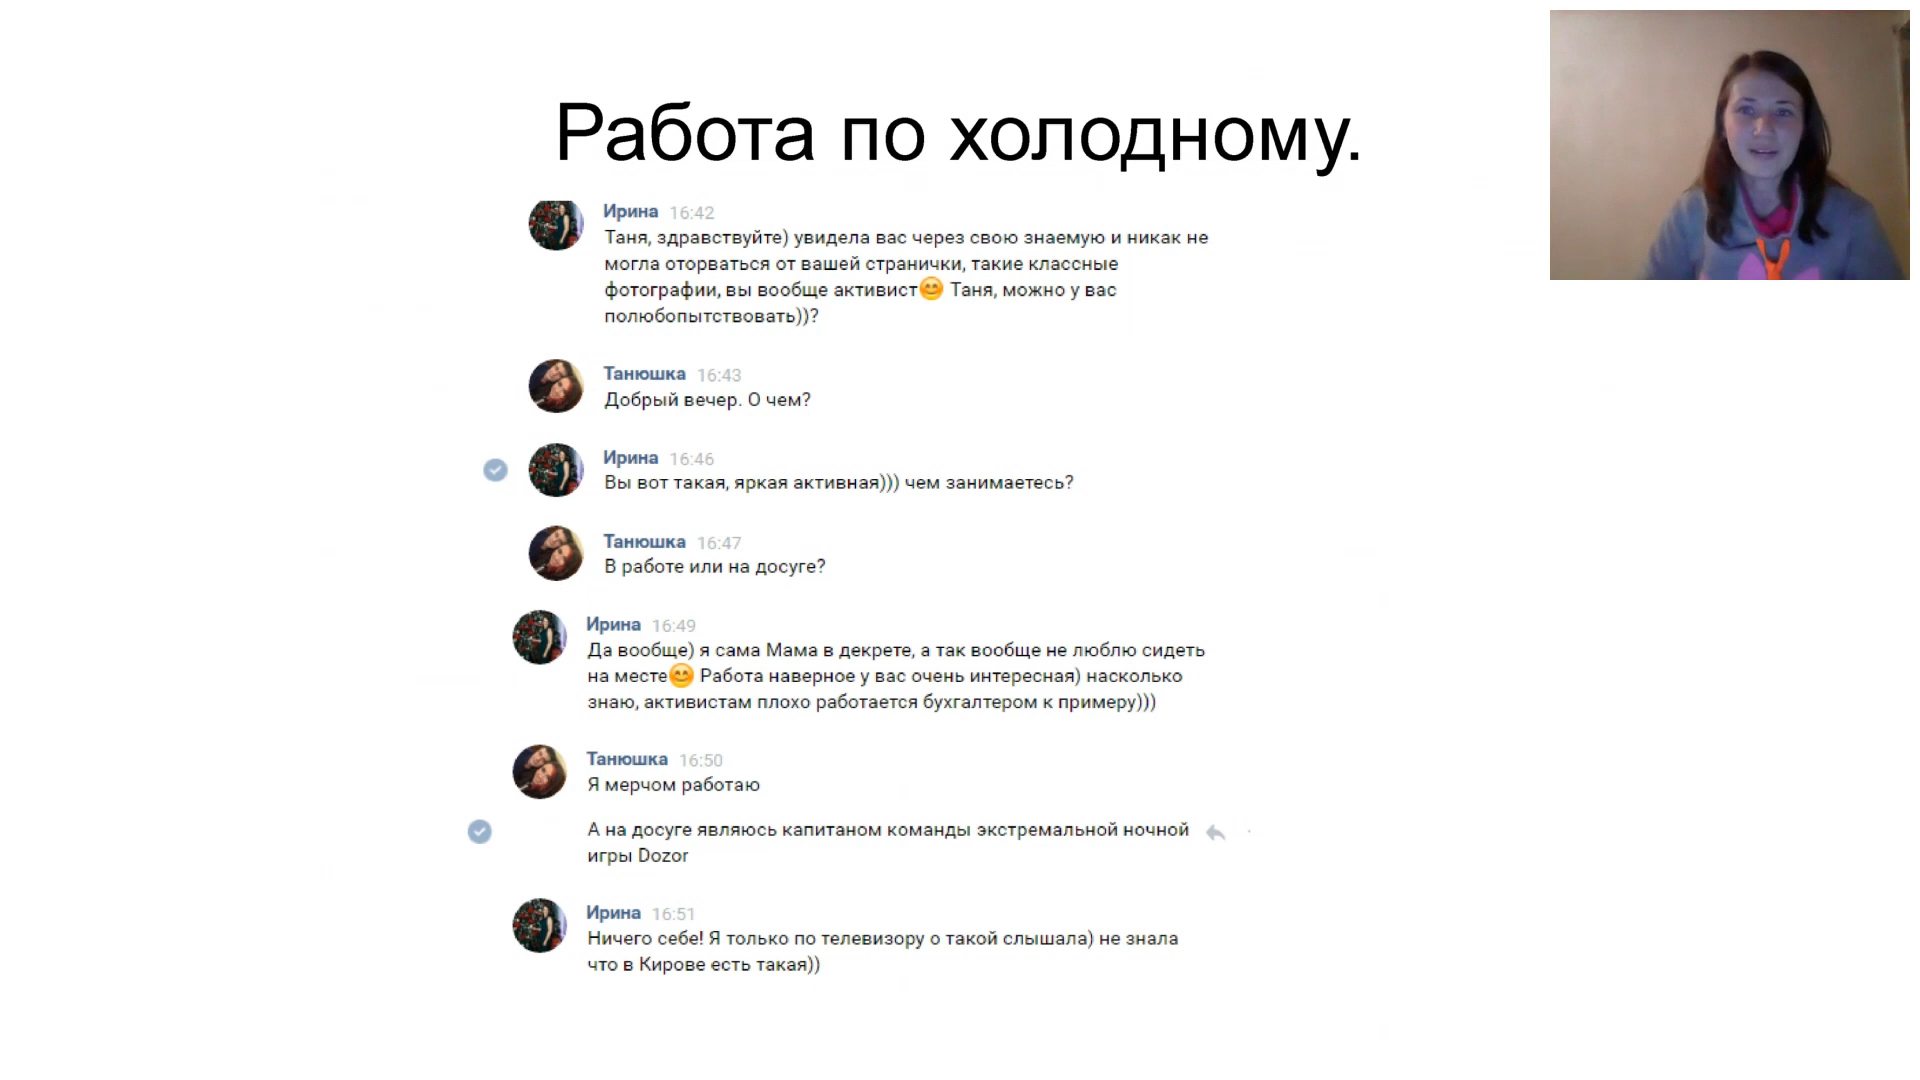 Работа по холодному.
Ирина 16:42
Таня, здравствуйте) увидела вас через свою знаемую и никак не
могла оторваться от вашей странички, такие классные
фотографии, вы вообще активист😊 Таня, можно у вас
полюбопытствовать))?
Танюшка 16:43
Добрый вечер. О чем?
Ирина 16:46
Вы вот такая, яркая активная))) чем занимаетесь?
Танюшка 16:47
В работе или на досуге?
Ирина 16:49
Да вообще) я сама Мама в декрете, а так вообще не люблю сидеть
на месте😊 Работа наверное у вас очень интересная) насколько
знаю, активистам плохо работается бухгалтером к примеру)))
Танюшка 16:50
Я мерчом работаю
А на досуге являюсь капитаном команды экстремальной ночной
игры Dozor
Ирина 16:51
Ничего себе! Я только по телевизору о такой слышала) не знала
что в Кирове есть такая))